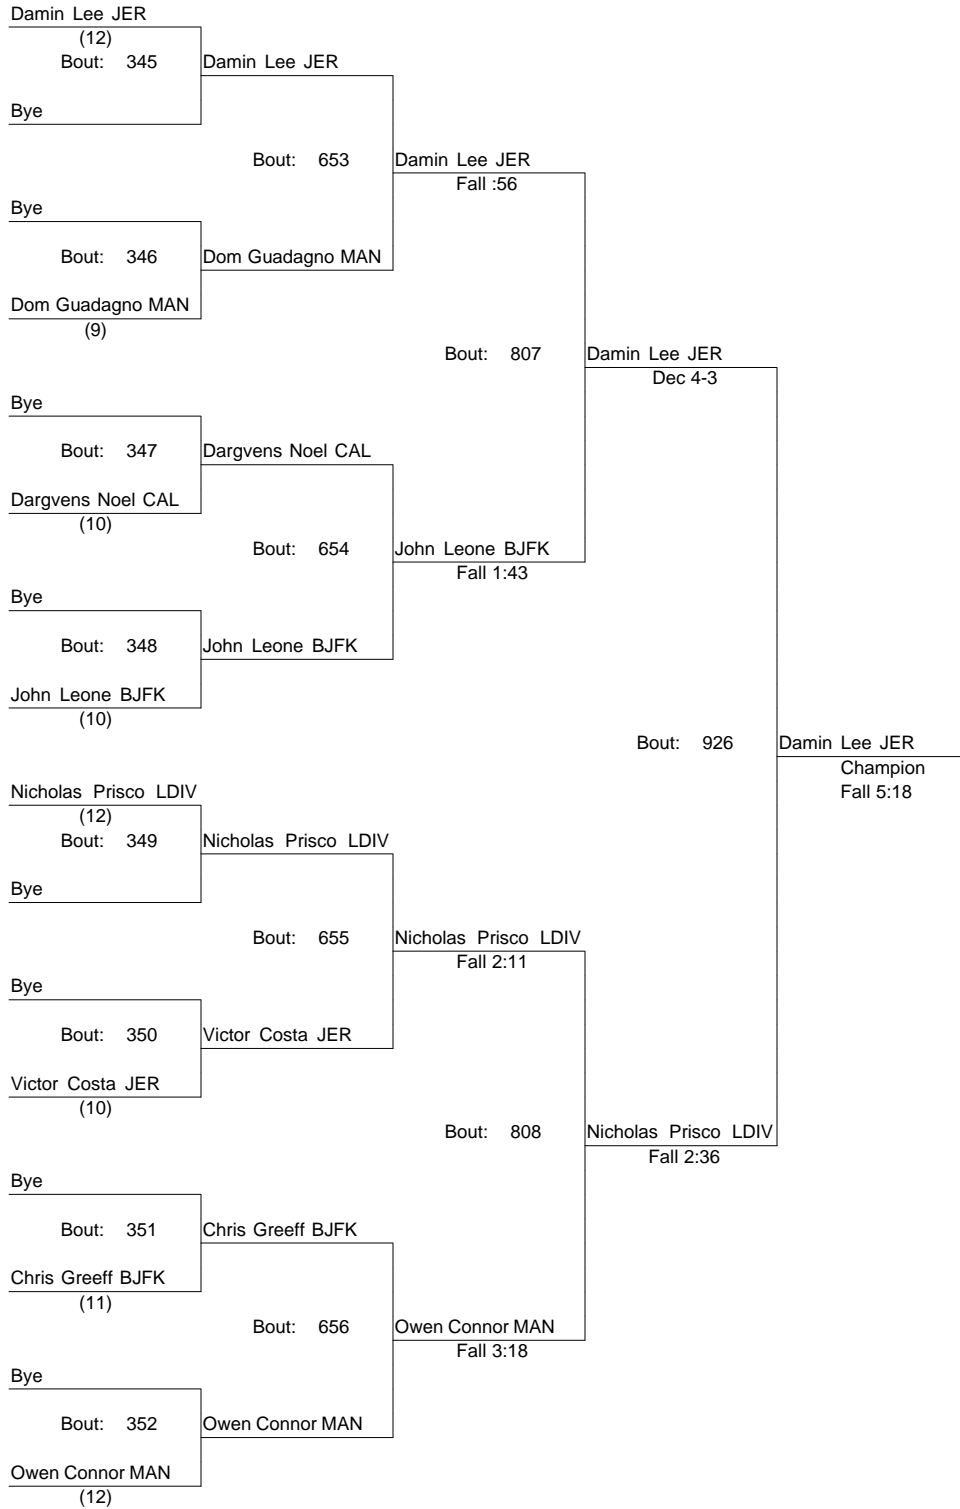 Damin Lee JER
(12)
Bout: 345 Damin Lee JER
Bye
Bout: 653 Damin Lee JER
Fall :56
Bye
Bout: 346 Dom Guadagno MAN
Dom Guadagno MAN
(9)
Bout: 807 Damin Lee JER
Dec 4-3
Bye
Bout: 347 Dargvens Noel CAL
Dargvens Noel CAL
(10)
Bout: 654 John Leone BJFK
Fall 1:43
Bye
Bout: 348 John Leone BJFK
John Leone BJFK
(10)
Bout: 926 Damin Lee JER
Champion
Fall 5:18
Nicholas Prisco LDIV
(12)
Bout: 349 Nicholas Prisco LDIV
Bye
Bout: 655 Nicholas Prisco LDIV
Fall 2:11
Bye
Bout: 350 Victor Costa JER
Victor Costa JER
(10)
Bout: 808 Nicholas Prisco LDIV
Fall 2:36
Bye
Bout: 351 Chris Greeff BJFK
Chris Greeff BJFK
(11)
Bout: 656 Owen Connor MAN
Fall 3:18
Bye
Bout: 352 Owen Connor MAN
Owen Connor MAN
(12)